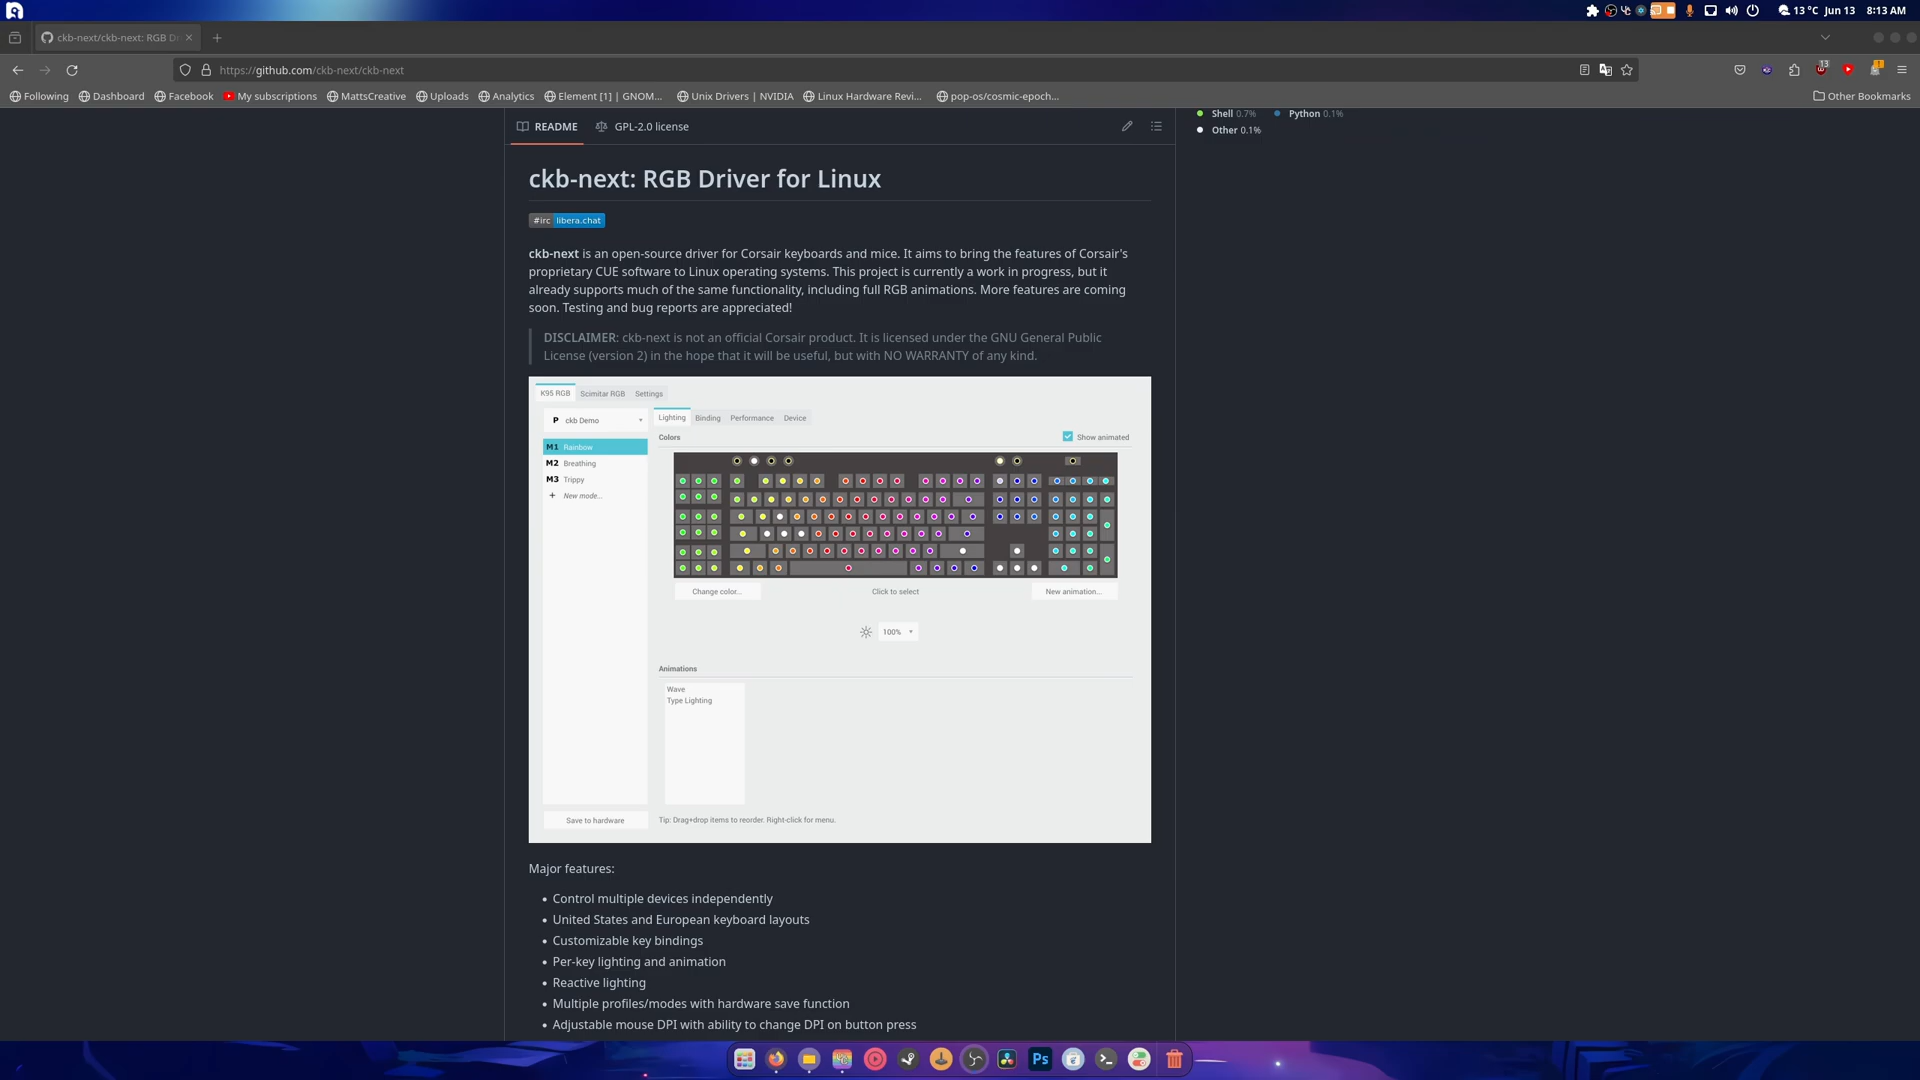 13 °C Jun 13 8:13 AM
ckb-next/ckb-next: RGB Dr
https://github.com/ckb-next/ckb-next
13
Following Dashboard Facebook My subscriptions MattsCreative Uploads Analytics Element [1] | GNOM... Unix Drivers | NVIDIA Linux Hardware Revi... pop-os/cosmic-epoch... Other Bookmarks
Shell 0.7% Python 0.1%
Other 0.1%
README GPL-2.0 license
ckb-next: RGB Driver for Linux
#irc libera.chat
ckb-next is an open-source driver for Corsair keyboards and mice. It aims to bring the features of Corsair's
proprietary CUE software to Linux operating systems. This project is currently a work in progress, but it
already supports much of the same functionality, including full RGB animations. More features are coming
soon. Testing and bug reports are appreciated!
DISCLAIMER: ckb-next is not an official Corsair product. It is licensed under the GNU General Public
License (version 2) in the hope that it will be useful, but with NO WARRANTY of any kind.
K95 RGB Scimitar RGB Settings
P ckb Demo
Lighting Binding Performance Device
Colors
Show animated
M1 Rainbow
M2 Breathing
M3 Trippy
+ New mode...
Change color... Click to select New animation...
100%
Animations
Wave
Type Lighting
Save to hardware
Tip: Drag+drop items to reorder. Right-click for menu.
Major features:
• Control multiple devices independently
• United States and European keyboard layouts
• Customizable key bindings
• Per-key lighting and animation
• Reactive lighting
• Multiple profiles/modes with hardware save function
• Adjustable mouse DPI with ability to change DPI on button press
Ps